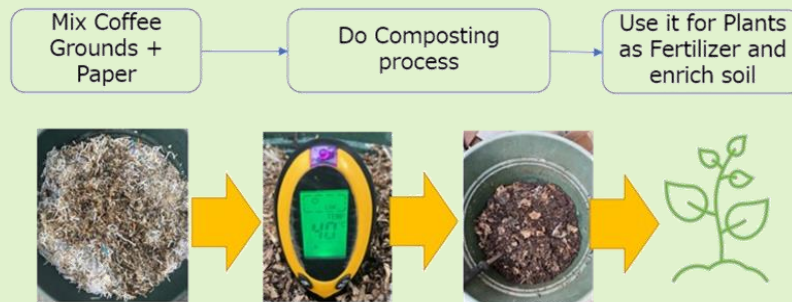 Mix Coffee
Grounds +
Paper
Do Composting
process
Use it for Plants
as Fertilizer and
enrich soil
40